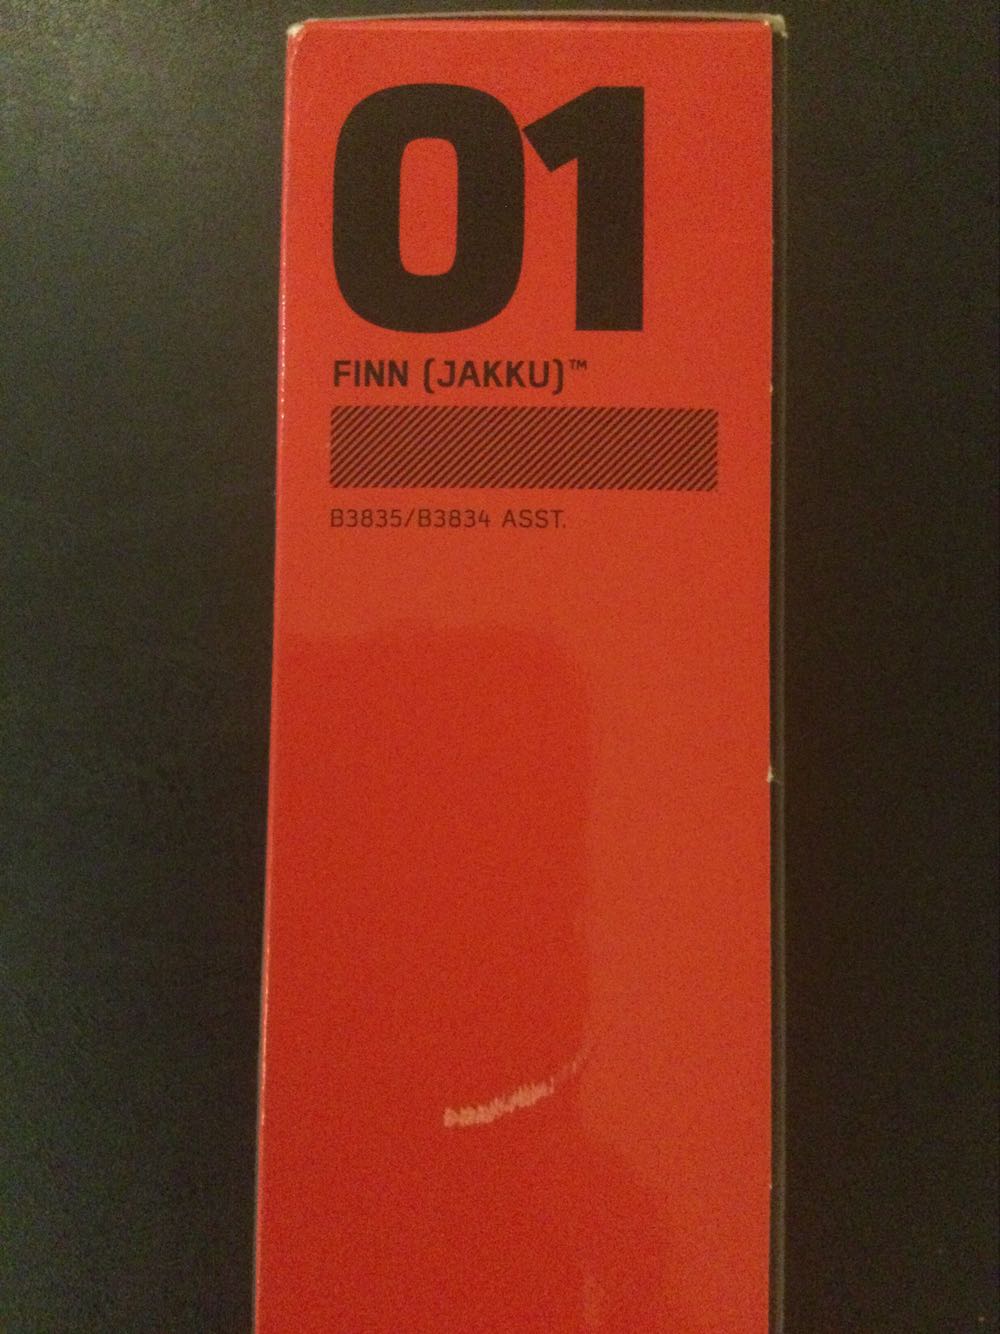 01
FINN (JAKKU)™
B3835/B3834 ASST.